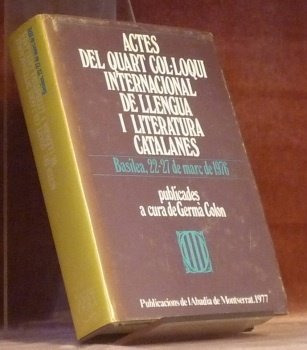 ACTES
DEL QUART COL·LOQUI
INTERNACIONAL
DE LLENGUA
I LITERATURA
CATALANES
Basilea, 22-27 de març de 1976
publicades
a cura de Germà Colon
Publicacions de l'Abadia de Montserrat, 1977